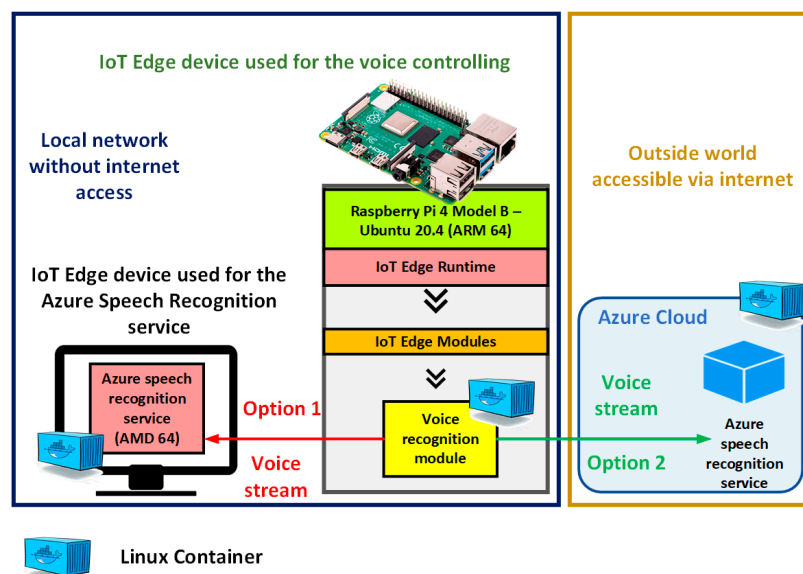 IoT Edge device used for the voice controlling
Local network
without internet
access
Outside world
accessible via internet
Raspberry Pi 4 Model B –
Ubuntu 20.4 (ARM 64)
IoT Edge Runtime
IoT Edge device used for the
Azure Speech Recognition
service
IoT Edge Modules
Azure Cloud
Azure speech
recognition
service
(AMD 64)
Option 1
Voice
stream
Voice
recognition
module
Voice
stream
Option 2
Azure
speech
recognition
service
Linux Container